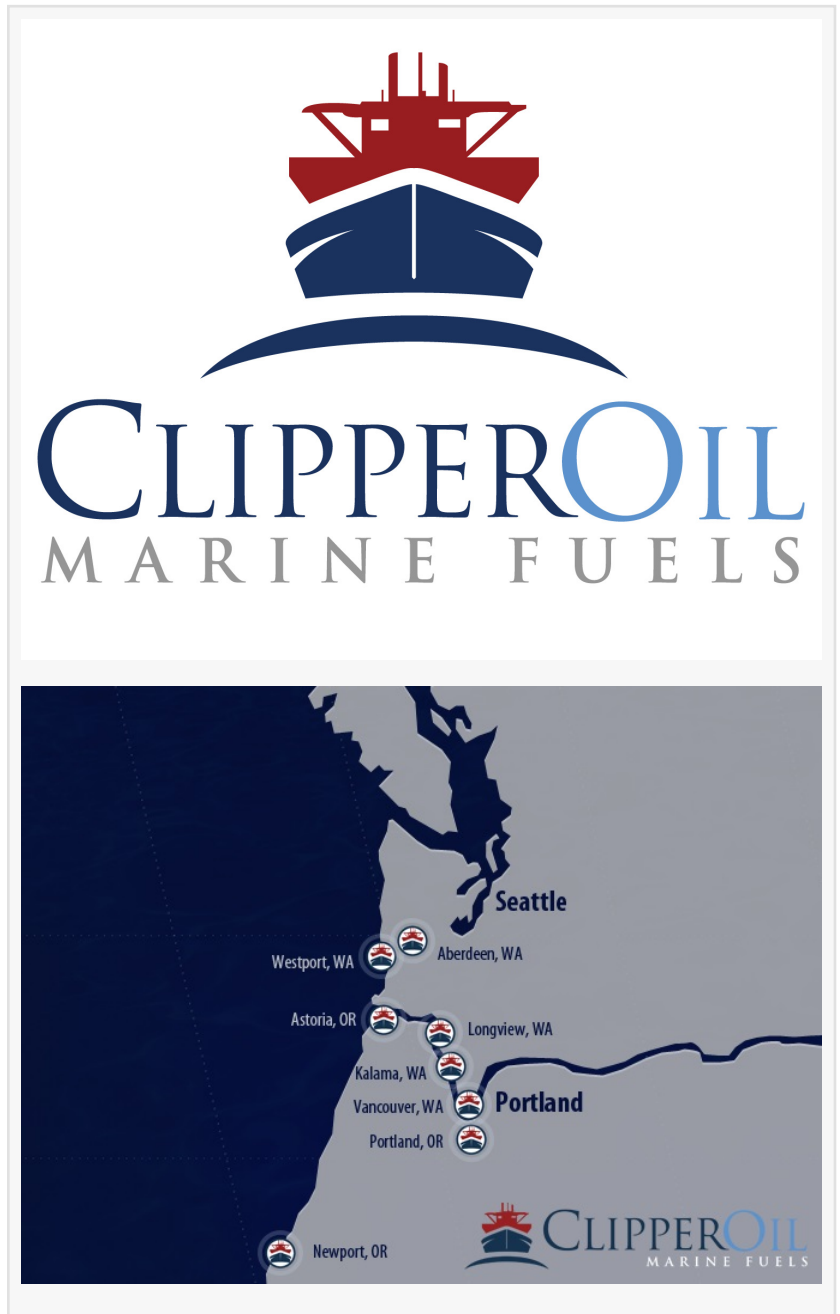 CLIPPEROIL
MARINE FUELS
Seattle
Westport, WA
Aberdeen, WA
Astoria, OR
Longview, WA
Kalama, WA
Vancouver, WA
Portland
Portland, OR
Newport, OR
CLIPPEROIL
MARINE FUELS